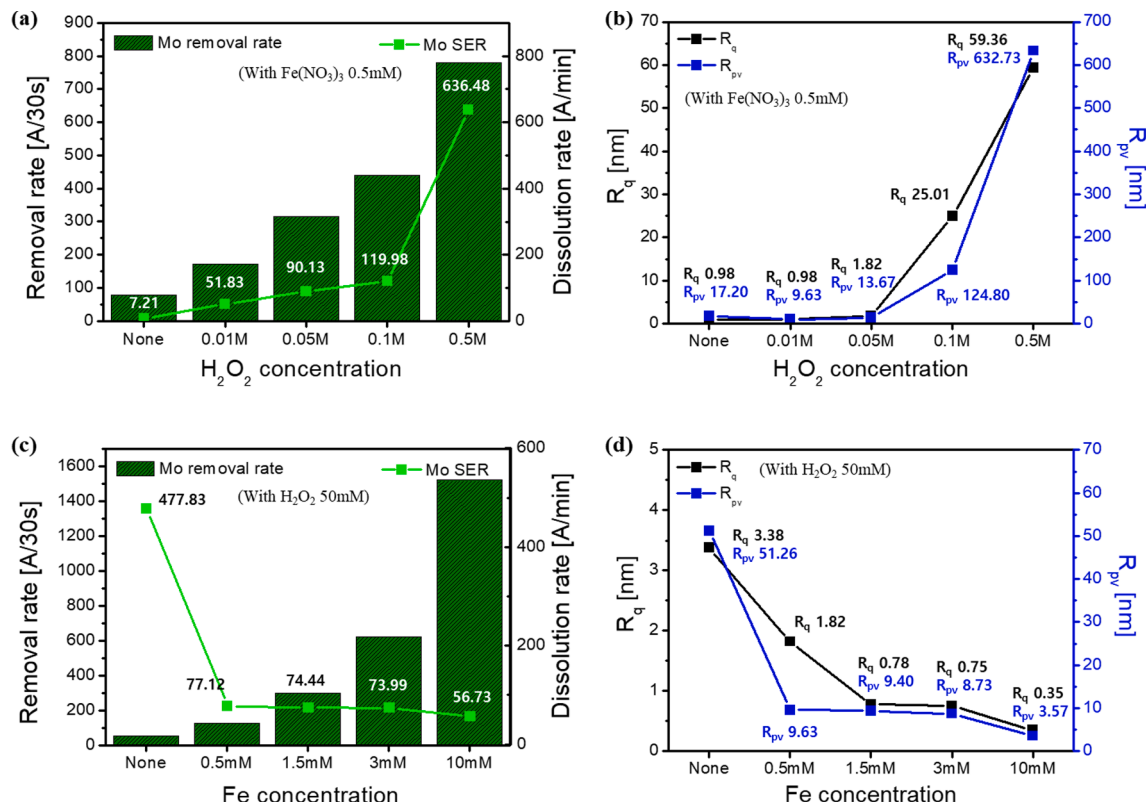 (a)
Mo removal rate
Mo SER
(With Fe(NO3)3 0.5mM)
Removal rate [A/30s]
900
800
700
600
500
400
300
200
100
0
7.21
51.83
90.13
119.98
636.48
Dissolution rate [A/min]
800
600
400
200
0
None
0.01M
0.05M
0.1M
0.5M
H2O2 concentration
(b)
Rq
Rpv
(With Fe(NO3)3 0.5mM)
Rq [nm]
70
60
50
40
30
20
10
0
Rq 0.98
Rpv 17.20
Rq 0.98
Rpv 9.63
Rq 1.82
Rpv 13.67
Rq 25.01
Rpv 124.80
Rq 59.36
Rpv 632.73
Rpv [nm]
700
600
500
400
300
200
100
0
None
0.01M
0.05M
0.1M
0.5M
H2O2 concentration
(c)
Mo removal rate
Mo SER
(With H2O2 50mM)
Removal rate [A/30s]
1600
1400
1200
1000
800
600
400
200
0
477.83
77.12
74.44
73.99
56.73
Dissolution rate [A/min]
600
400
200
0
None
0.5mM
1.5mM
3mM
10mM
Fe concentration
(d)
Rq
Rpv
(With H2O2 50mM)
Rq [nm]
5
4
3
2
1
0
Rq 3.38
Rpv 51.26
Rq 1.82
Rpv 9.63
Rq 0.78
Rpv 9.40
Rq 0.75
Rpv 8.73
Rq 0.35
Rpv 3.57
Rpv [nm]
70
60
50
40
30
20
10
0
None
0.5mM
1.5mM
3mM
10mM
Fe concentration